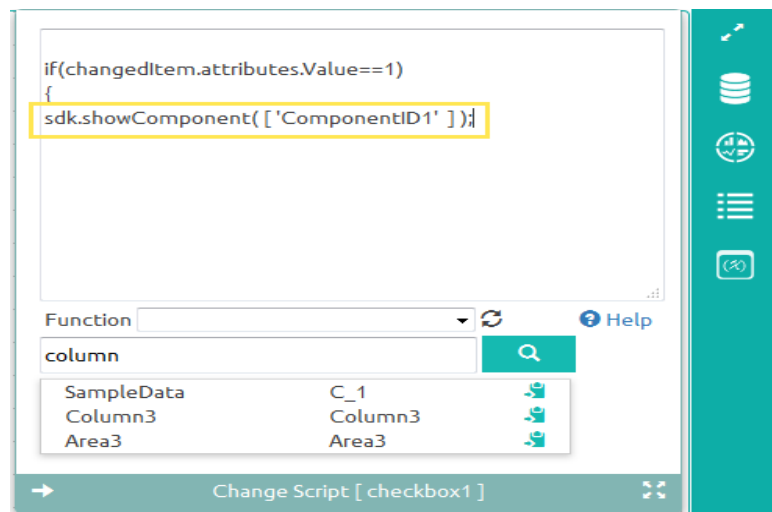 if(changedItem.attributes.Value==1)
{
sdk.showComponent( [ 'ComponentID1' ] );
Function Help
column
SampleData C_1
Column3 Column3
Area3 Area3
Change Script [ checkbox1 ]